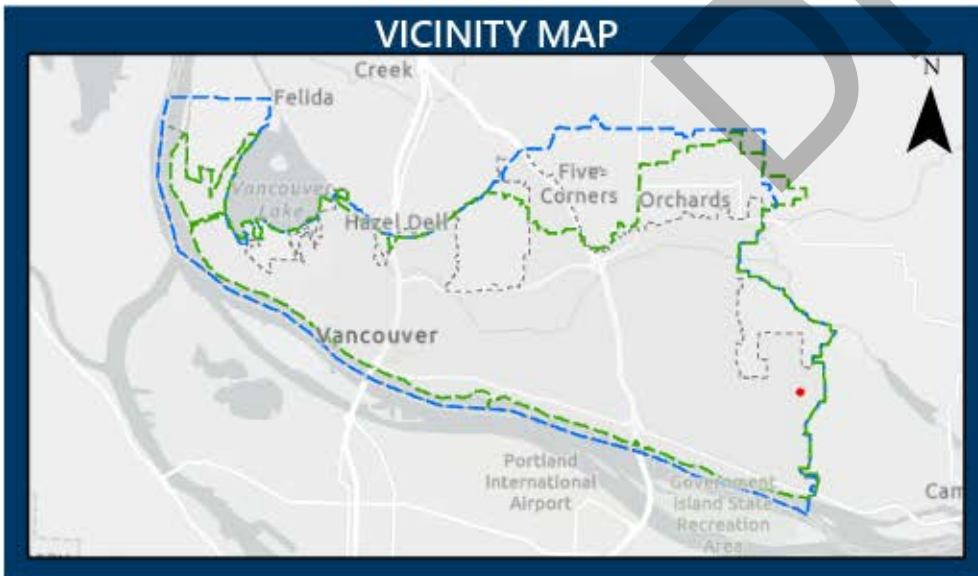 VICINITY MAP
Creek
N
Felida
Vancouver
Lake
Five
Corners
Orchards
Hazel Dell
Vancouver
Portland
International
Airport
Government
Island State
Recreation
Area
Cam